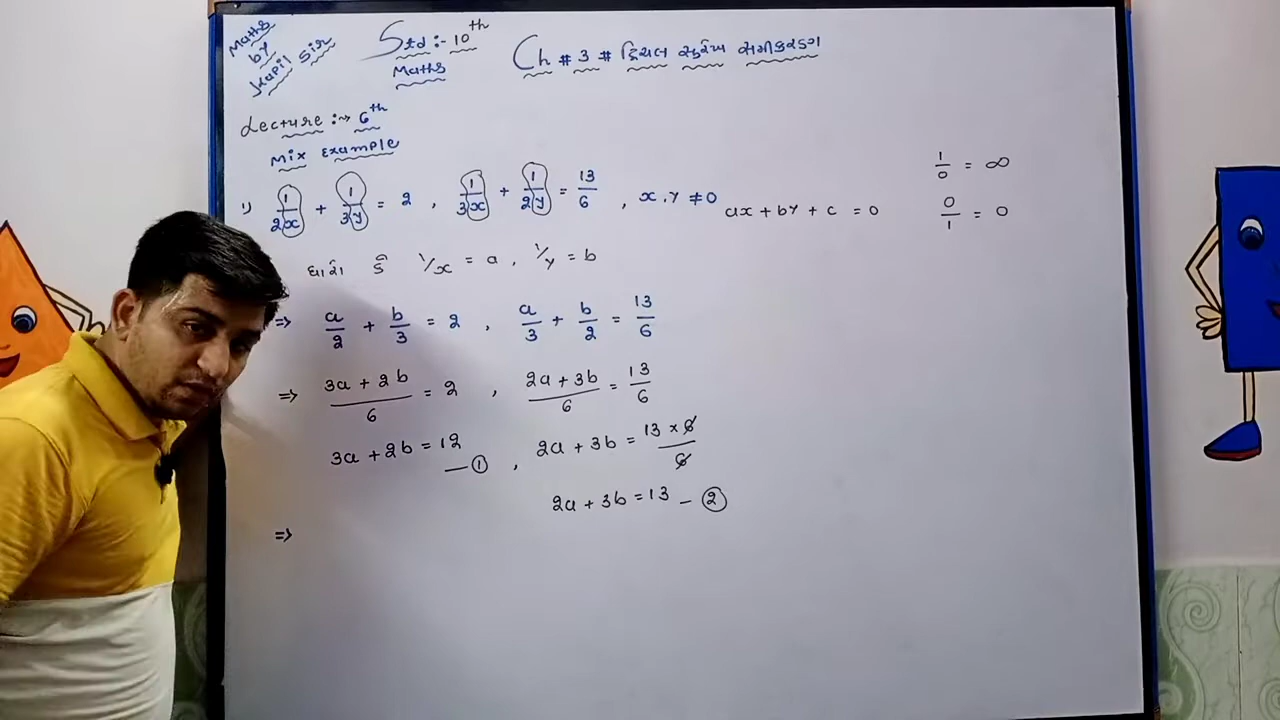 Maths
by
Kapil Sir
Std :- 10th
Maths
Ch # 3 # દ્વિચલ સુરેખ સમીકરણ
Lecture :→ 6th
Mix Example
1) 1/2x + 1/3y = 2 , 1/3x + 1/2y = 13/6 , x.y ≠ 0
ax + by + c = 0
1/0 = ∞
0/1 = 0
ધારો કે 1/x = a , 1/y = b
⇒ a/2 + b/3 = 2 , a/3 + b/2 = 13/6
⇒ (3a + 2b)/6 = 2 , (2a + 3b)/6 = 13/6
3a + 2b = 12 — ① , 2a + 3b = (13 × 6)/6
2a + 3b = 13 — ②
⇒